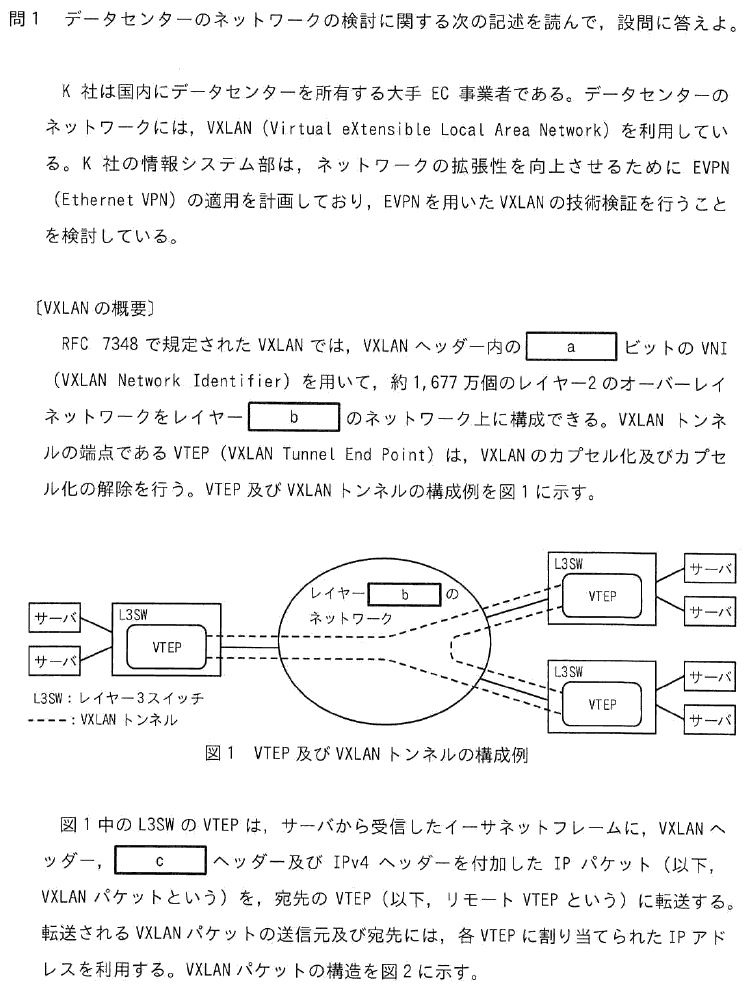 問1　データセンターのネットワークの検討に関する次の記述を読んで，設問に答えよ。
K 社は国内にデータセンターを所有する大手 EC 事業者である。データセンターの
ネットワークには，VXLAN（Virtual eXtensible Local Area Network）を利用してい
る。K 社の情報システム部は，ネットワークの拡張性を向上させるために EVPN
（Ethernet VPN）の適用を計画しており，EVPN を用いた VXLAN の技術検証を行うこと
を検討している。
〔VXLAN の概要〕
RFC 7348 で規定された VXLAN では，VXLAN ヘッダー内の a ビットの VNI
（VXLAN Network Identifier）を用いて，約1,677万個のレイヤー2のオーバーレイ
ネットワークをレイヤー b のネットワーク上に構成できる。VXLAN トンネ
ルの端点である VTEP（VXLAN Tunnel End Point）は，VXLAN のカプセル化及びカプセ
ル化の解除を行う。VTEP 及び VXLAN トンネルの構成例を図1に示す。
サーバ
サーバ
L3SW
VTEP
レイヤー b の
ネットワーク
L3SW
VTEP
サーバ
サーバ
L3SW
VTEP
サーバ
サーバ
L3SW：レイヤー3スイッチ
-----：VXLAN トンネル
図1　VTEP 及び VXLAN トンネルの構成例
図1中の L3SW の VTEP は，サーバから受信したイーサネットフレームに，VXLAN ヘ
ッダー， c ヘッダー及び IPv4 ヘッダーを付加した IP パケット（以下，
VXLAN パケットという）を，宛先の VTEP（以下，リモート VTEP という）に転送する。
転送される VXLAN パケットの送信元及び宛先には，各 VTEP に割り当てられた IP アド
レスを利用する。VXLAN パケットの構造を図2に示す。